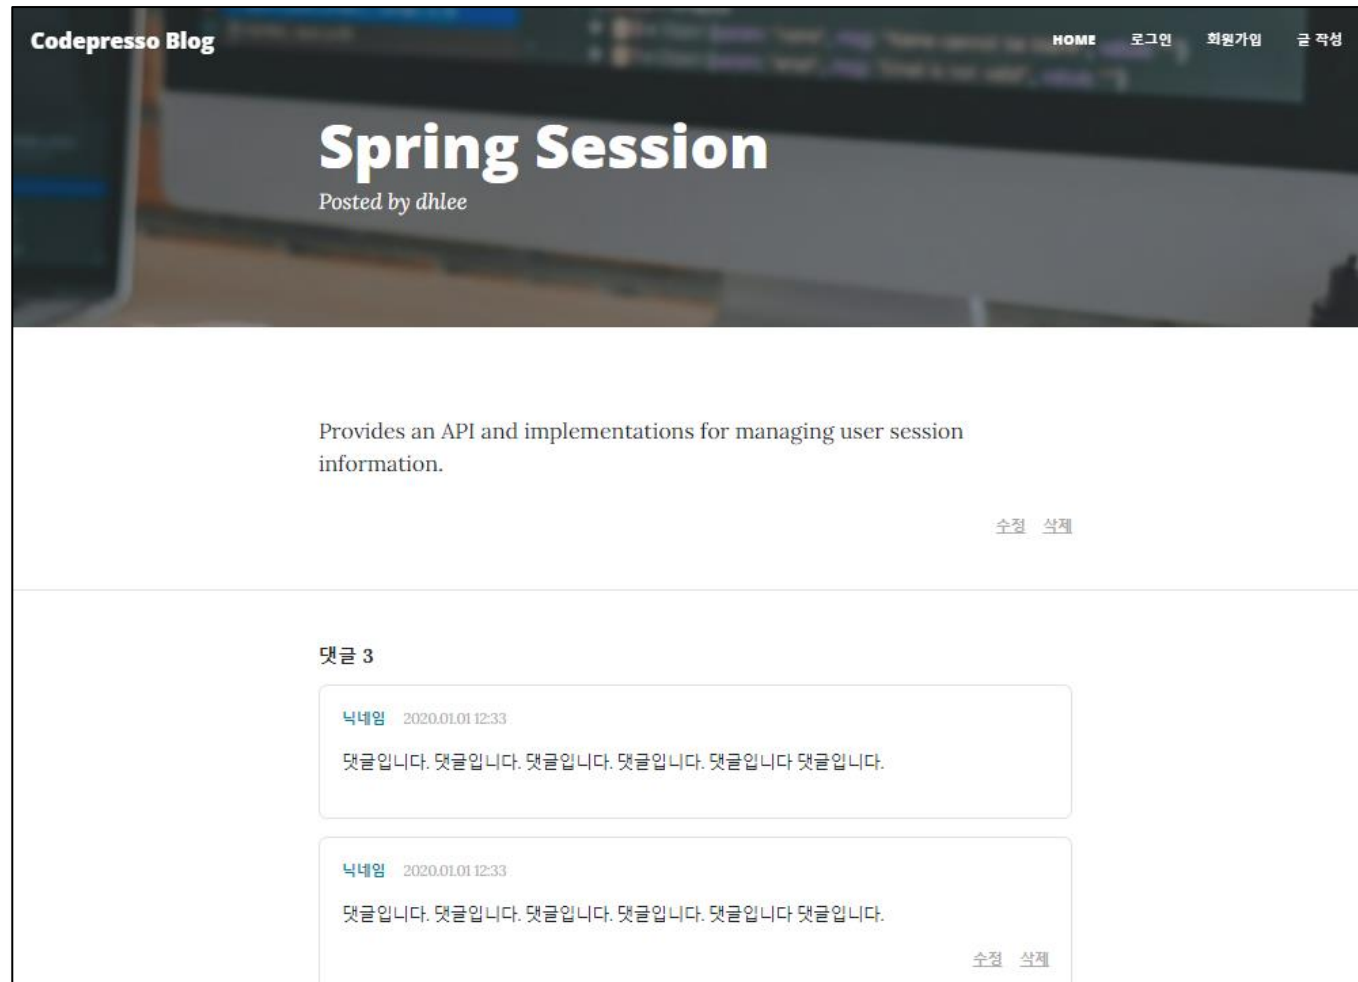 Codepresso Blog
HOME 로그인 회원가입 글 작성
Spring Session
Posted by dhlee
Provides an API and implementations for managing user session
information.
수정 삭제
댓글 3
닉네임 2020.01.01 12:33
댓글입니다. 댓글입니다. 댓글입니다. 댓글입니다. 댓글입니다 댓글입니다.
닉네임 2020.01.01 12:33
댓글입니다. 댓글입니다. 댓글입니다. 댓글입니다. 댓글입니다 댓글입니다.
수정 삭제